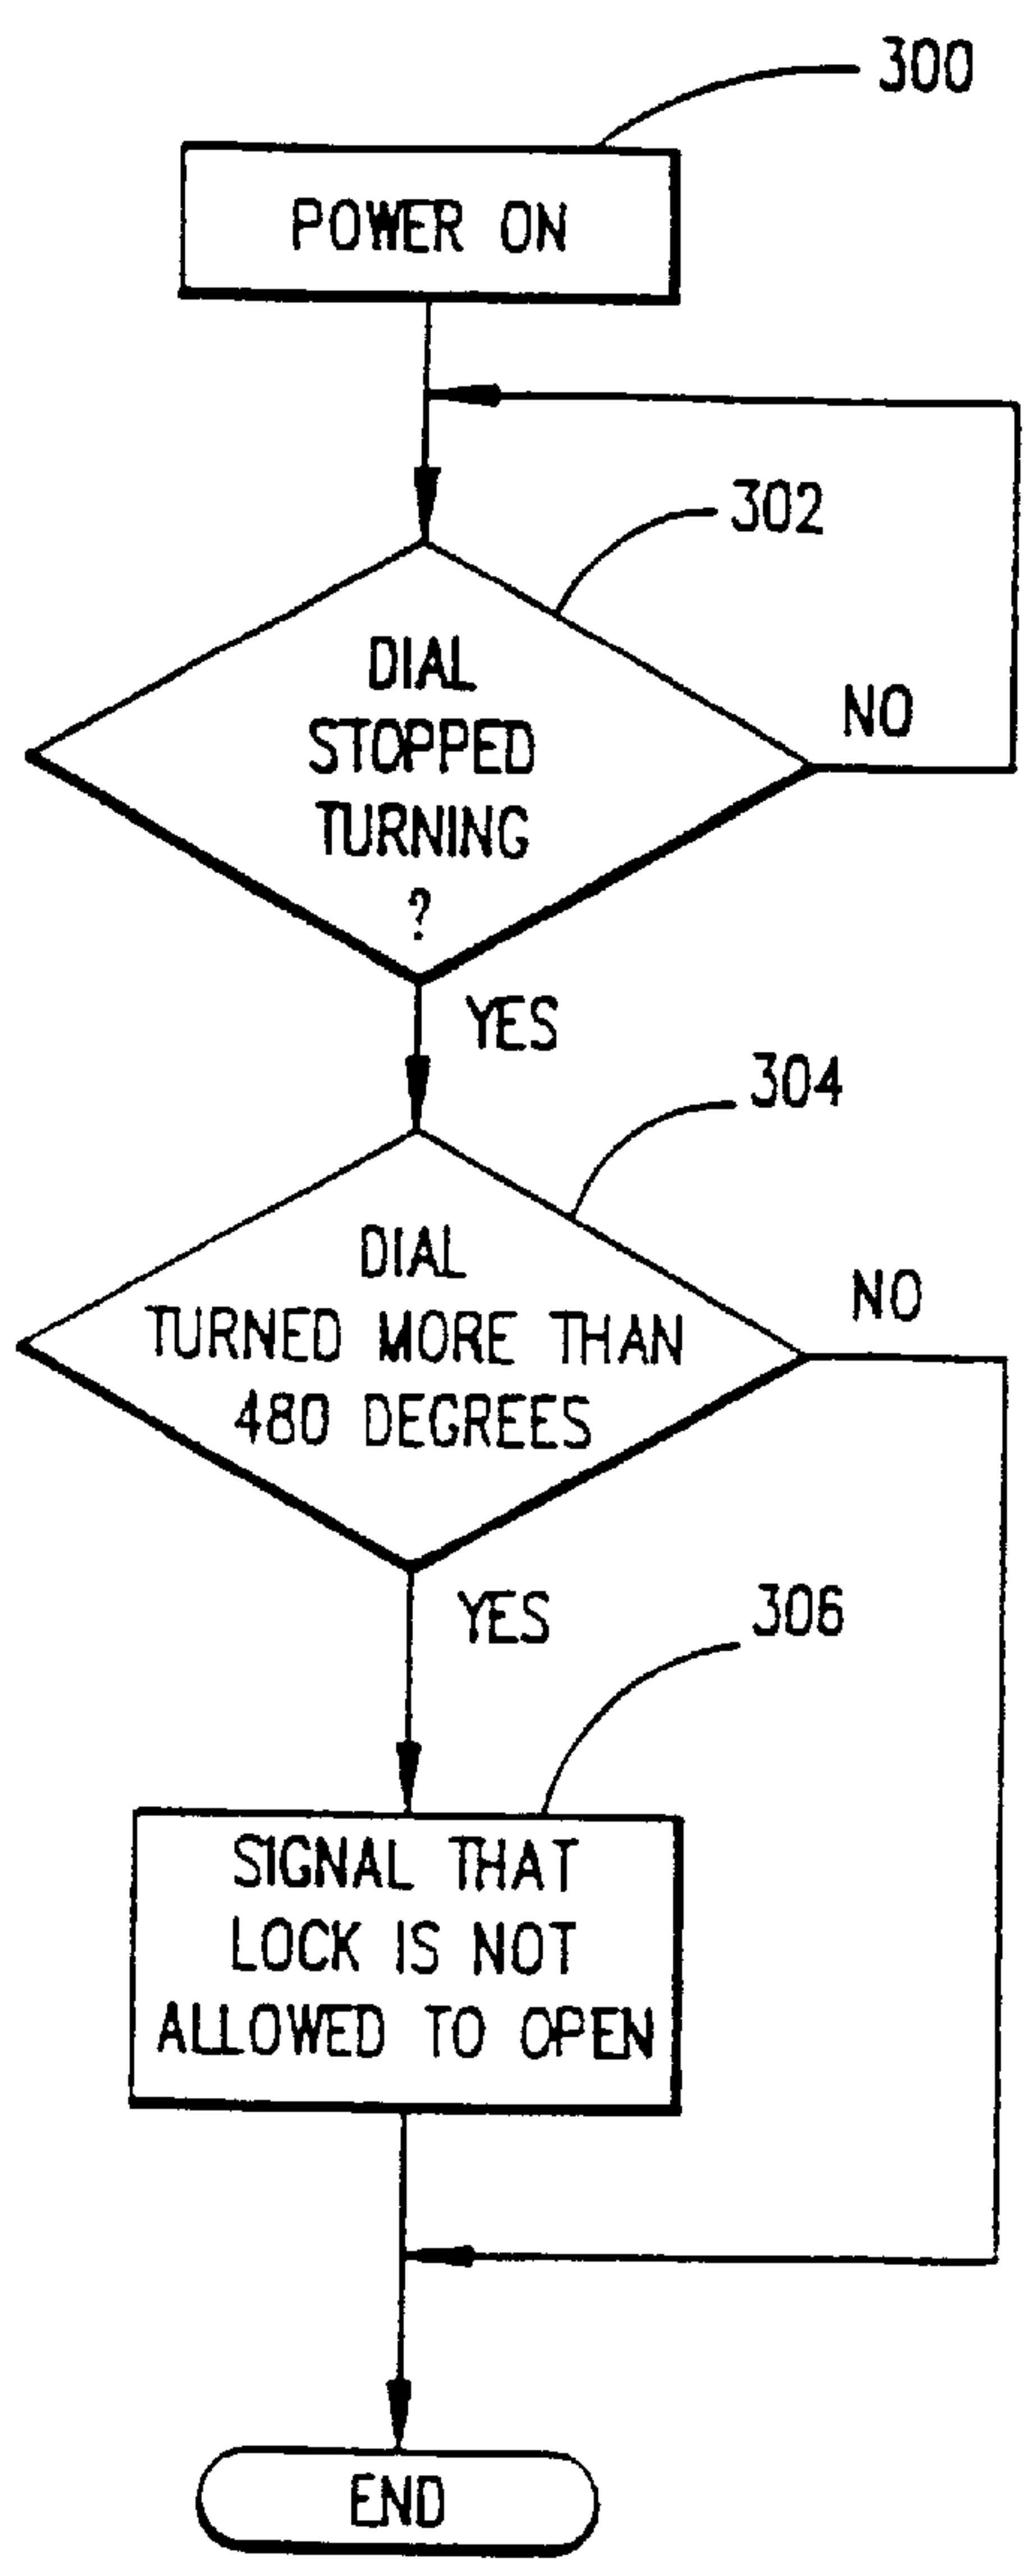 300
POWER ON
302
DIAL
STOPPED
TURNING
?
NO
YES
304
DIAL
TURNED MORE THAN
480 DEGREES
NO
YES
306
SIGNAL THAT
LOCK IS NOT
ALLOWED TO OPEN
END